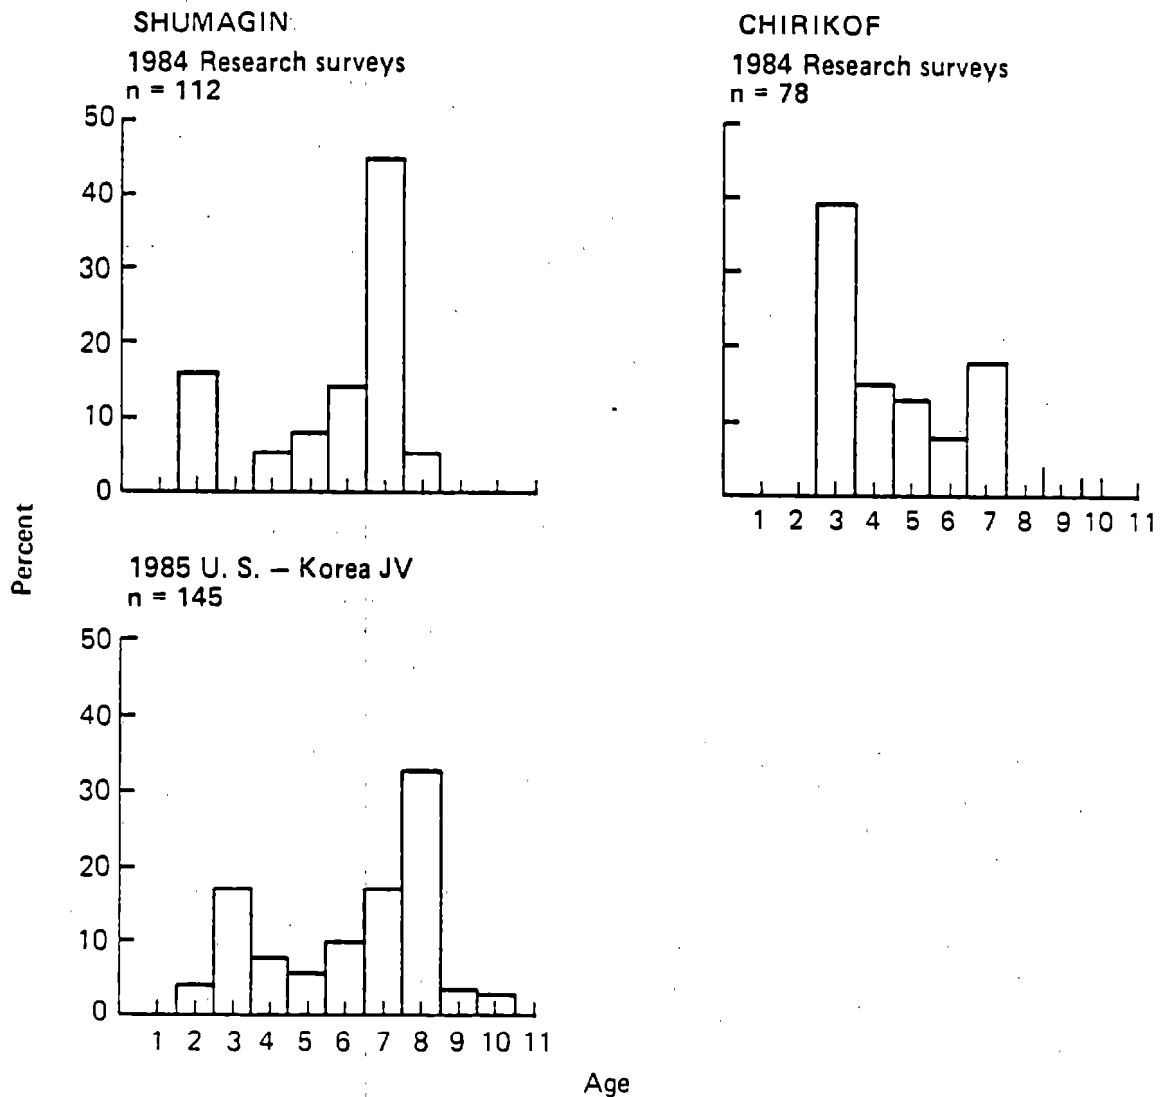 SHUMAGIN
1984 Research surveys
n = 112
50
40
30
20
10
0
CHIRIKOF
1984 Research surveys
n = 78
1 2 3 4 5 6 7 8 9 10 11
Percent
1985 U. S. – Korea JV
n = 145
50
40
30
20
10
0
1 2 3 4 5 6 7 8 9 10 11
Age